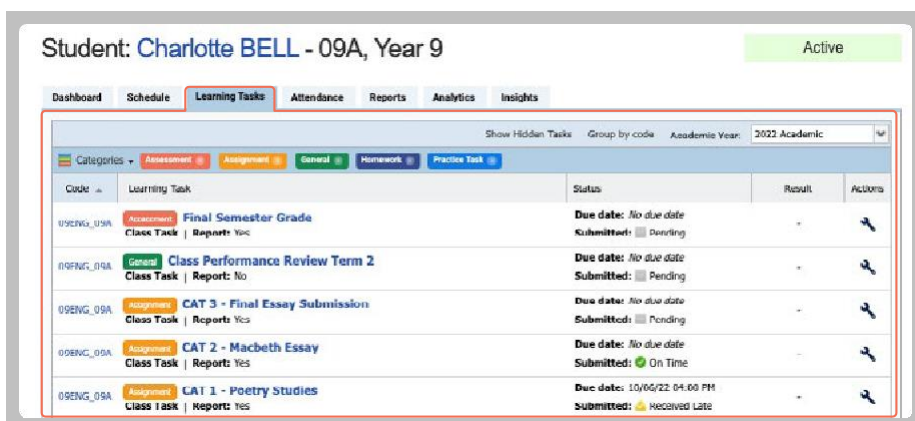 Student: Charlotte BELL - 09A, Year 9
Active
Dashboard Schedule Learning Tasks Attendance Reports Analytics Insights
Show Hidden Tasks Group by code Academic Year: 2022 Academic
Categories Assessment Assignment General Homework Practice Task
Code Learning Task Status Result Actions
09ENG_09A Assessment Final Semester Grade Due date: No due date -
Class Task | Report: Yes Submitted: Pending
09ENG_09A General Class Performance Review Term 2 Due date: No due date -
Class Task | Report: No Submitted: Pending
09ENG_09A Assignment CAT 3 - Final Essay Submission Due date: No due date -
Class Task | Report: Yes Submitted: Pending
09ENG_09A Assignment CAT 2 - Macbeth Essay Due date: No due date -
Class Task | Report: Yes Submitted: On Time
09ENG_09A Assignment CAT 1 - Poetry Studies Due date: 10/06/22 04:00 PM -
Class Task | Report: Yes Submitted: Received Late